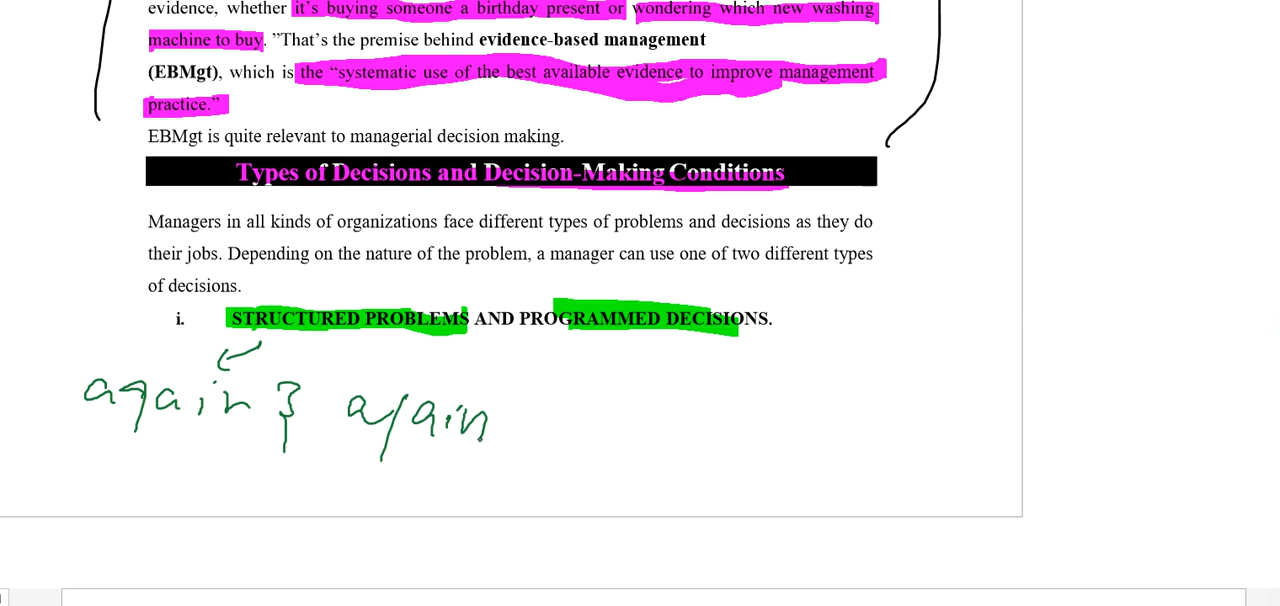 evidence, whether it's buying someone a birthday present or wondering which new washing
machine to buy. ”That's the premise behind evidence-based management
(EBMgt), which is the “systematic use of the best available evidence to improve management
practice.”
EBMgt is quite relevant to managerial decision making.
Types of Decisions and Decision-Making Conditions
Managers in all kinds of organizations face different types of problems and decisions as they do
their jobs. Depending on the nature of the problem, a manager can use one of two different types
of decisions.
i. STRUCTURED PROBLEMS AND PROGRAMMED DECISIONS.
again & again